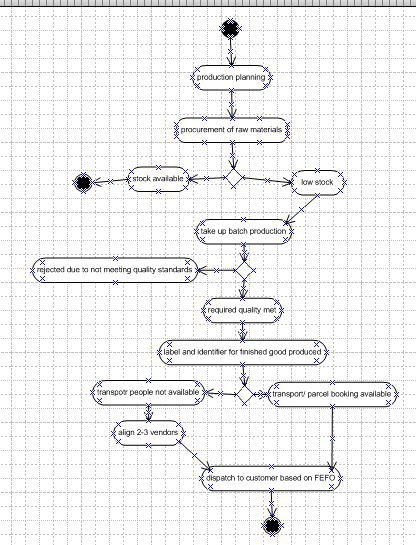 production planning
procurement of raw materials
stock available
low stock
take up batch production
rejected due to not meeting quality standards
required quality met
label and identifier for finished good produced
transpotr people not available
transport/ parcel booking available
align 2-3 vendors
dispatch to customer based on FEFO